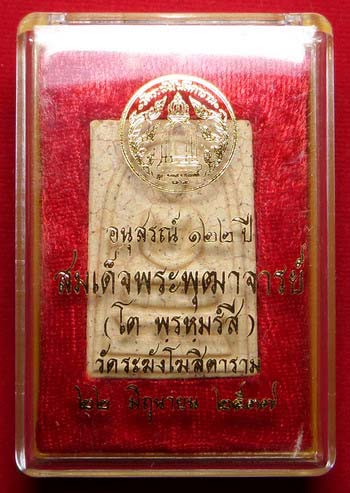 อนุสรณ์ ๑๒๒ ปี
สมเด็จพระพุฒาจารย์
( โต พรหมรํสี )
วัดระฆังโฆสิตาราม
๒๒ มิถุนายน ๒๕๓๗